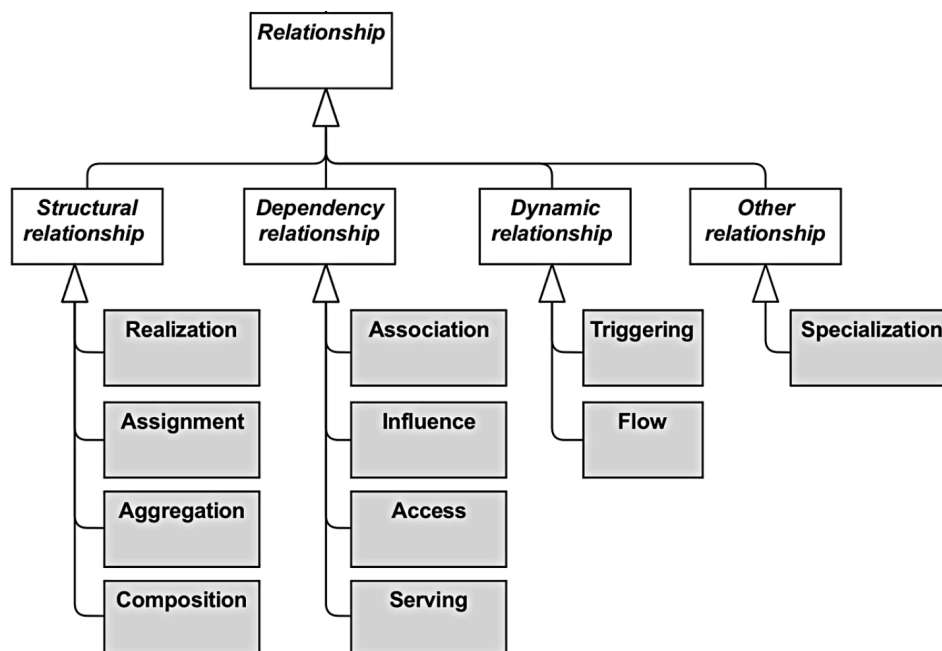 Relationship
Structural
relationship
Dependency
relationship
Dynamic
relationship
Other
relationship
Realization
Association
Triggering
Specialization
Assignment
Influence
Flow
Aggregation
Access
Composition
Serving